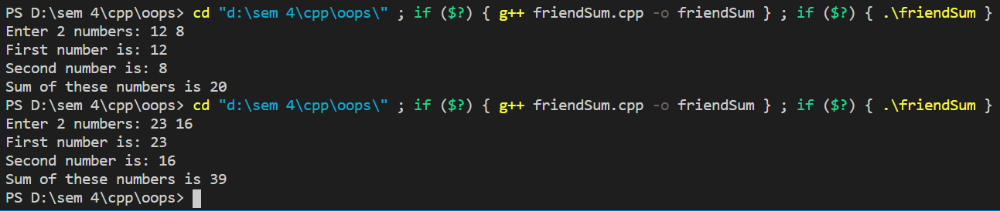 PS D:\sem 4\cpp\oops> cd "d:\sem 4\cpp\oops\" ; if ($?) { g++ friendSum.cpp -o friendSum } ; if ($?) { .\friendSum }
Enter 2 numbers: 12 8
First number is: 12
Second number is: 8
Sum of these numbers is 20
PS D:\sem 4\cpp\oops> cd "d:\sem 4\cpp\oops\" ; if ($?) { g++ friendSum.cpp -o friendSum } ; if ($?) { .\friendSum }
Enter 2 numbers: 23 16
First number is: 23
Second number is: 16
Sum of these numbers is 39
PS D:\sem 4\cpp\oops>